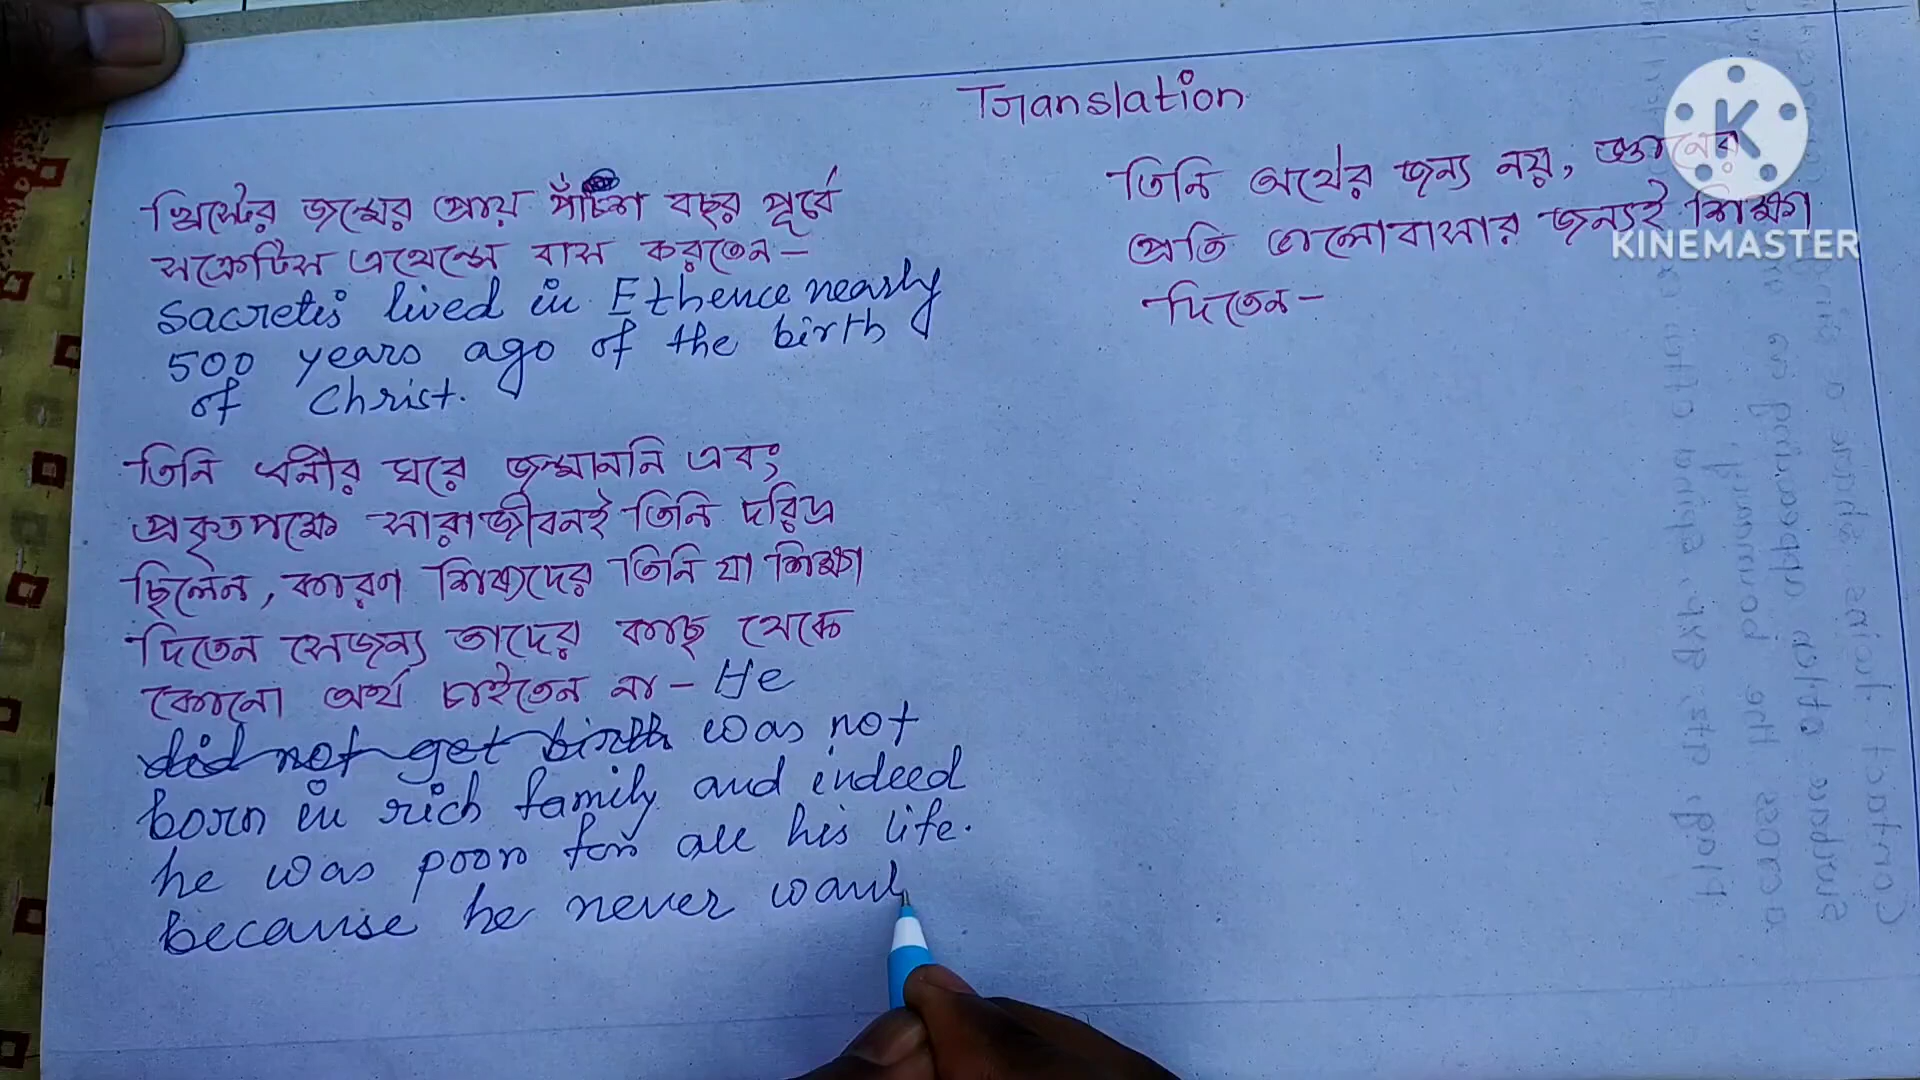 Translation
খ্রিস্টের জন্মের প্রায় পাঁচশ বছর পূর্বে
সক্রেটিস এথেন্সে বাস করতেন–
Sacretis lived in Ethence nearly
500 years ago of the birth
of Christ.
তিনি ধনীর ঘরে জন্মাননি এবং
প্রকৃতপক্ষে সারাজীবনই তিনি দরিদ্র
ছিলেন, কারণ শিষ্যদের তিনি যা শিক্ষা
দিতেন সেজন্য তাদের কাছ থেকে
কোনো অর্থ চাইতেন না– He
did not get birth was not
born in rich family and indeed
he was poor for all his life.
because he never want
তিনি অর্থের জন্য নয়, জ্ঞানের
প্রতি ভালোবাসার জন্যই শিক্ষা
দিতেন–
K
KINEMASTER